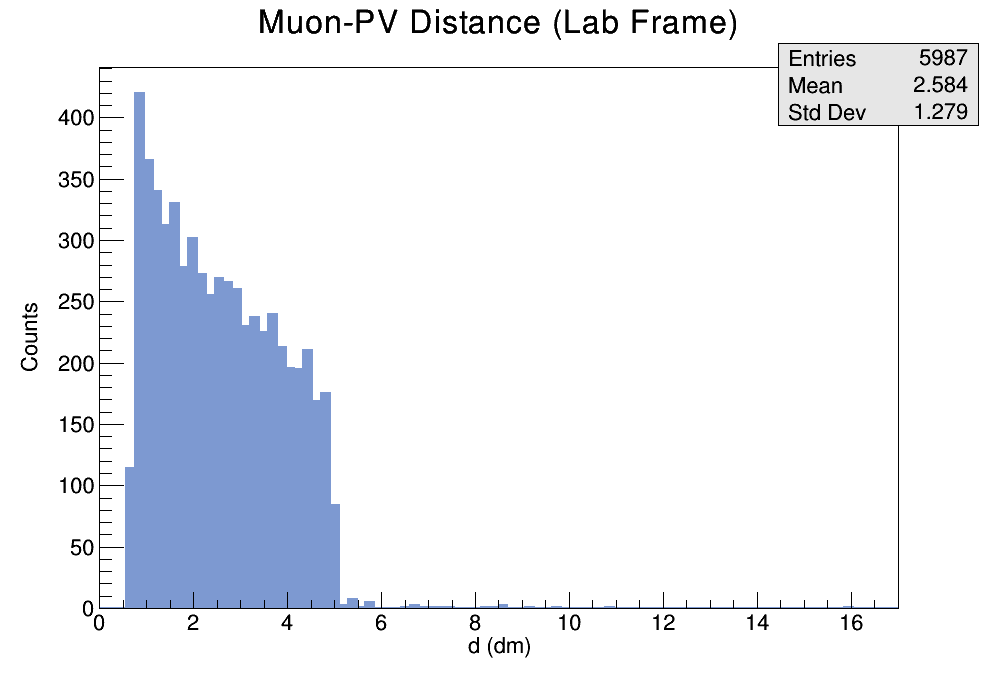 Muon-PV Distance (Lab Frame)
Entries 5987
Mean 2.584
Std Dev 1.279
400
350
300
250
200
150
100
50
0
Counts
0 2 4 6 8 10 12 14 16
d (dm)